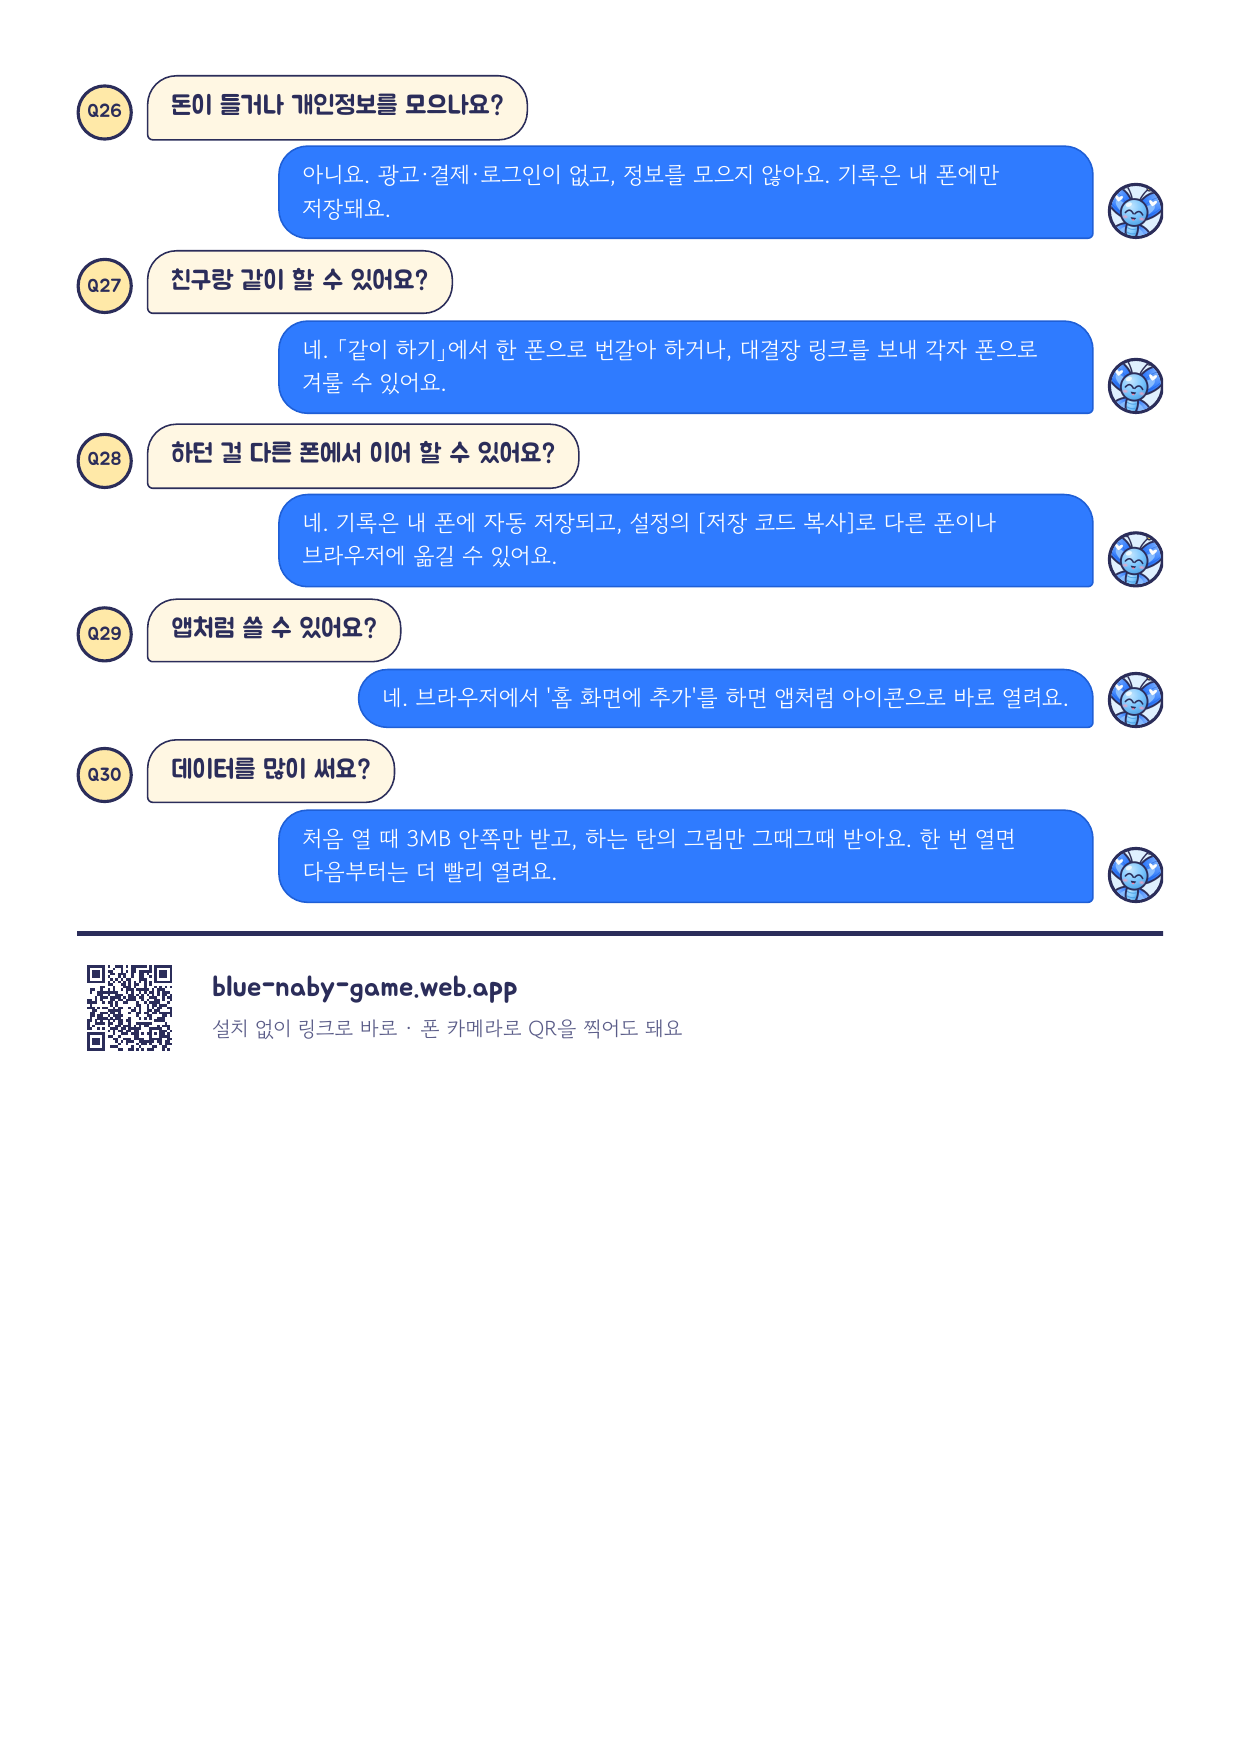 Q26
돈이 들거나 개인정보를 모으나요?
아니요. 광고·결제·로그인이 없고, 정보를 모으지 않아요. 기록은 내 폰에만
저장돼요.
Q27
친구랑 같이 할 수 있어요?
네. 「같이 하기」에서 한 폰으로 번갈아 하거나, 대결장 링크를 보내 각자 폰으로
겨룰 수 있어요.
Q28
하던 걸 다른 폰에서 이어 할 수 있어요?
네. 기록은 내 폰에 자동 저장되고, 설정의 [저장 코드 복사]로 다른 폰이나
브라우저에 옮길 수 있어요.
Q29
앱처럼 쓸 수 있어요?
네. 브라우저에서 '홈 화면에 추가'를 하면 앱처럼 아이콘으로 바로 열려요.
Q30
데이터를 많이 써요?
처음 열 때 3MB 안쪽만 받고, 하는 탄의 그림만 그때그때 받아요. 한 번 열면
다음부터는 더 빨리 열려요.
blue-naby-game.web.app
설치 없이 링크로 바로 · 폰 카메라로 QR을 찍어도 돼요